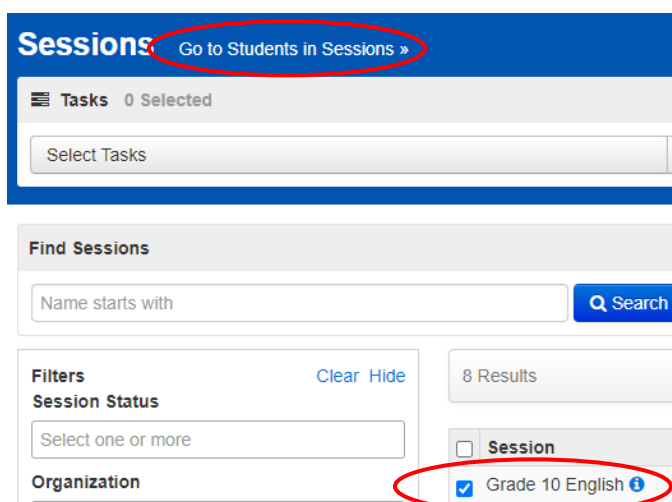 Sessions Go to Students in Sessions »
Tasks 0 Selected
Select Tasks
Find Sessions
Name starts with
Search
Filters Clear Hide
Session Status
Select one or more
Organization
8 Results
Session
Grade 10 English